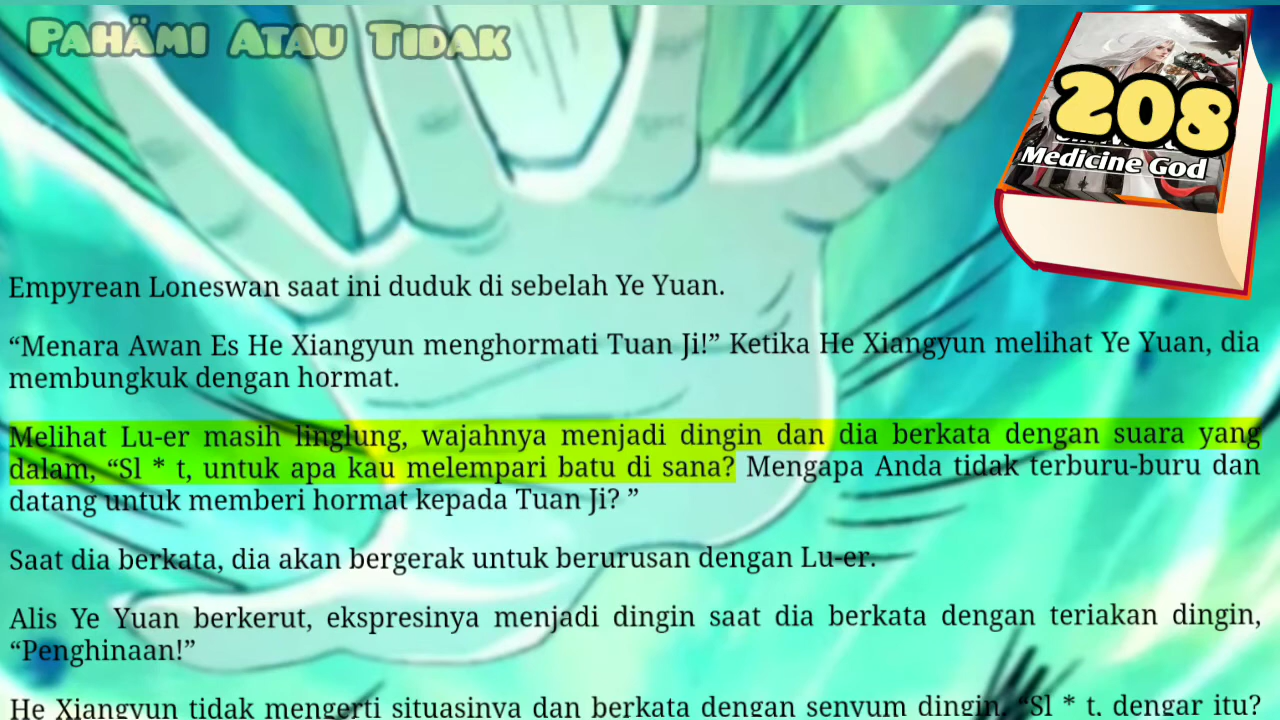 PAHÄMI ATAU TIDAK
208
Medicine God
Empyrean Loneswan saat ini duduk di sebelah Ye Yuan.
“Menara Awan Es He Xiangyun menghormati Tuan Ji!” Ketika He Xiangyun melihat Ye Yuan, dia
membungkuk dengan hormat.
Melihat Lu-er masih linglung, wajahnya menjadi dingin dan dia berkata dengan suara yang
dalam, “Sl * t, untuk apa kau melempari batu di sana? Mengapa Anda tidak terburu-buru dan
datang untuk memberi hormat kepada Tuan Ji? ”
Saat dia berkata, dia akan bergerak untuk berurusan dengan Lu-er.
Alis Ye Yuan berkerut, ekspresinya menjadi dingin saat dia berkata dengan teriakan dingin,
“Penghinaan!”
He Xiangyun tidak mengerti situasinya dan berkata dengan senyum dingin, “Sl * t, dengar itu?